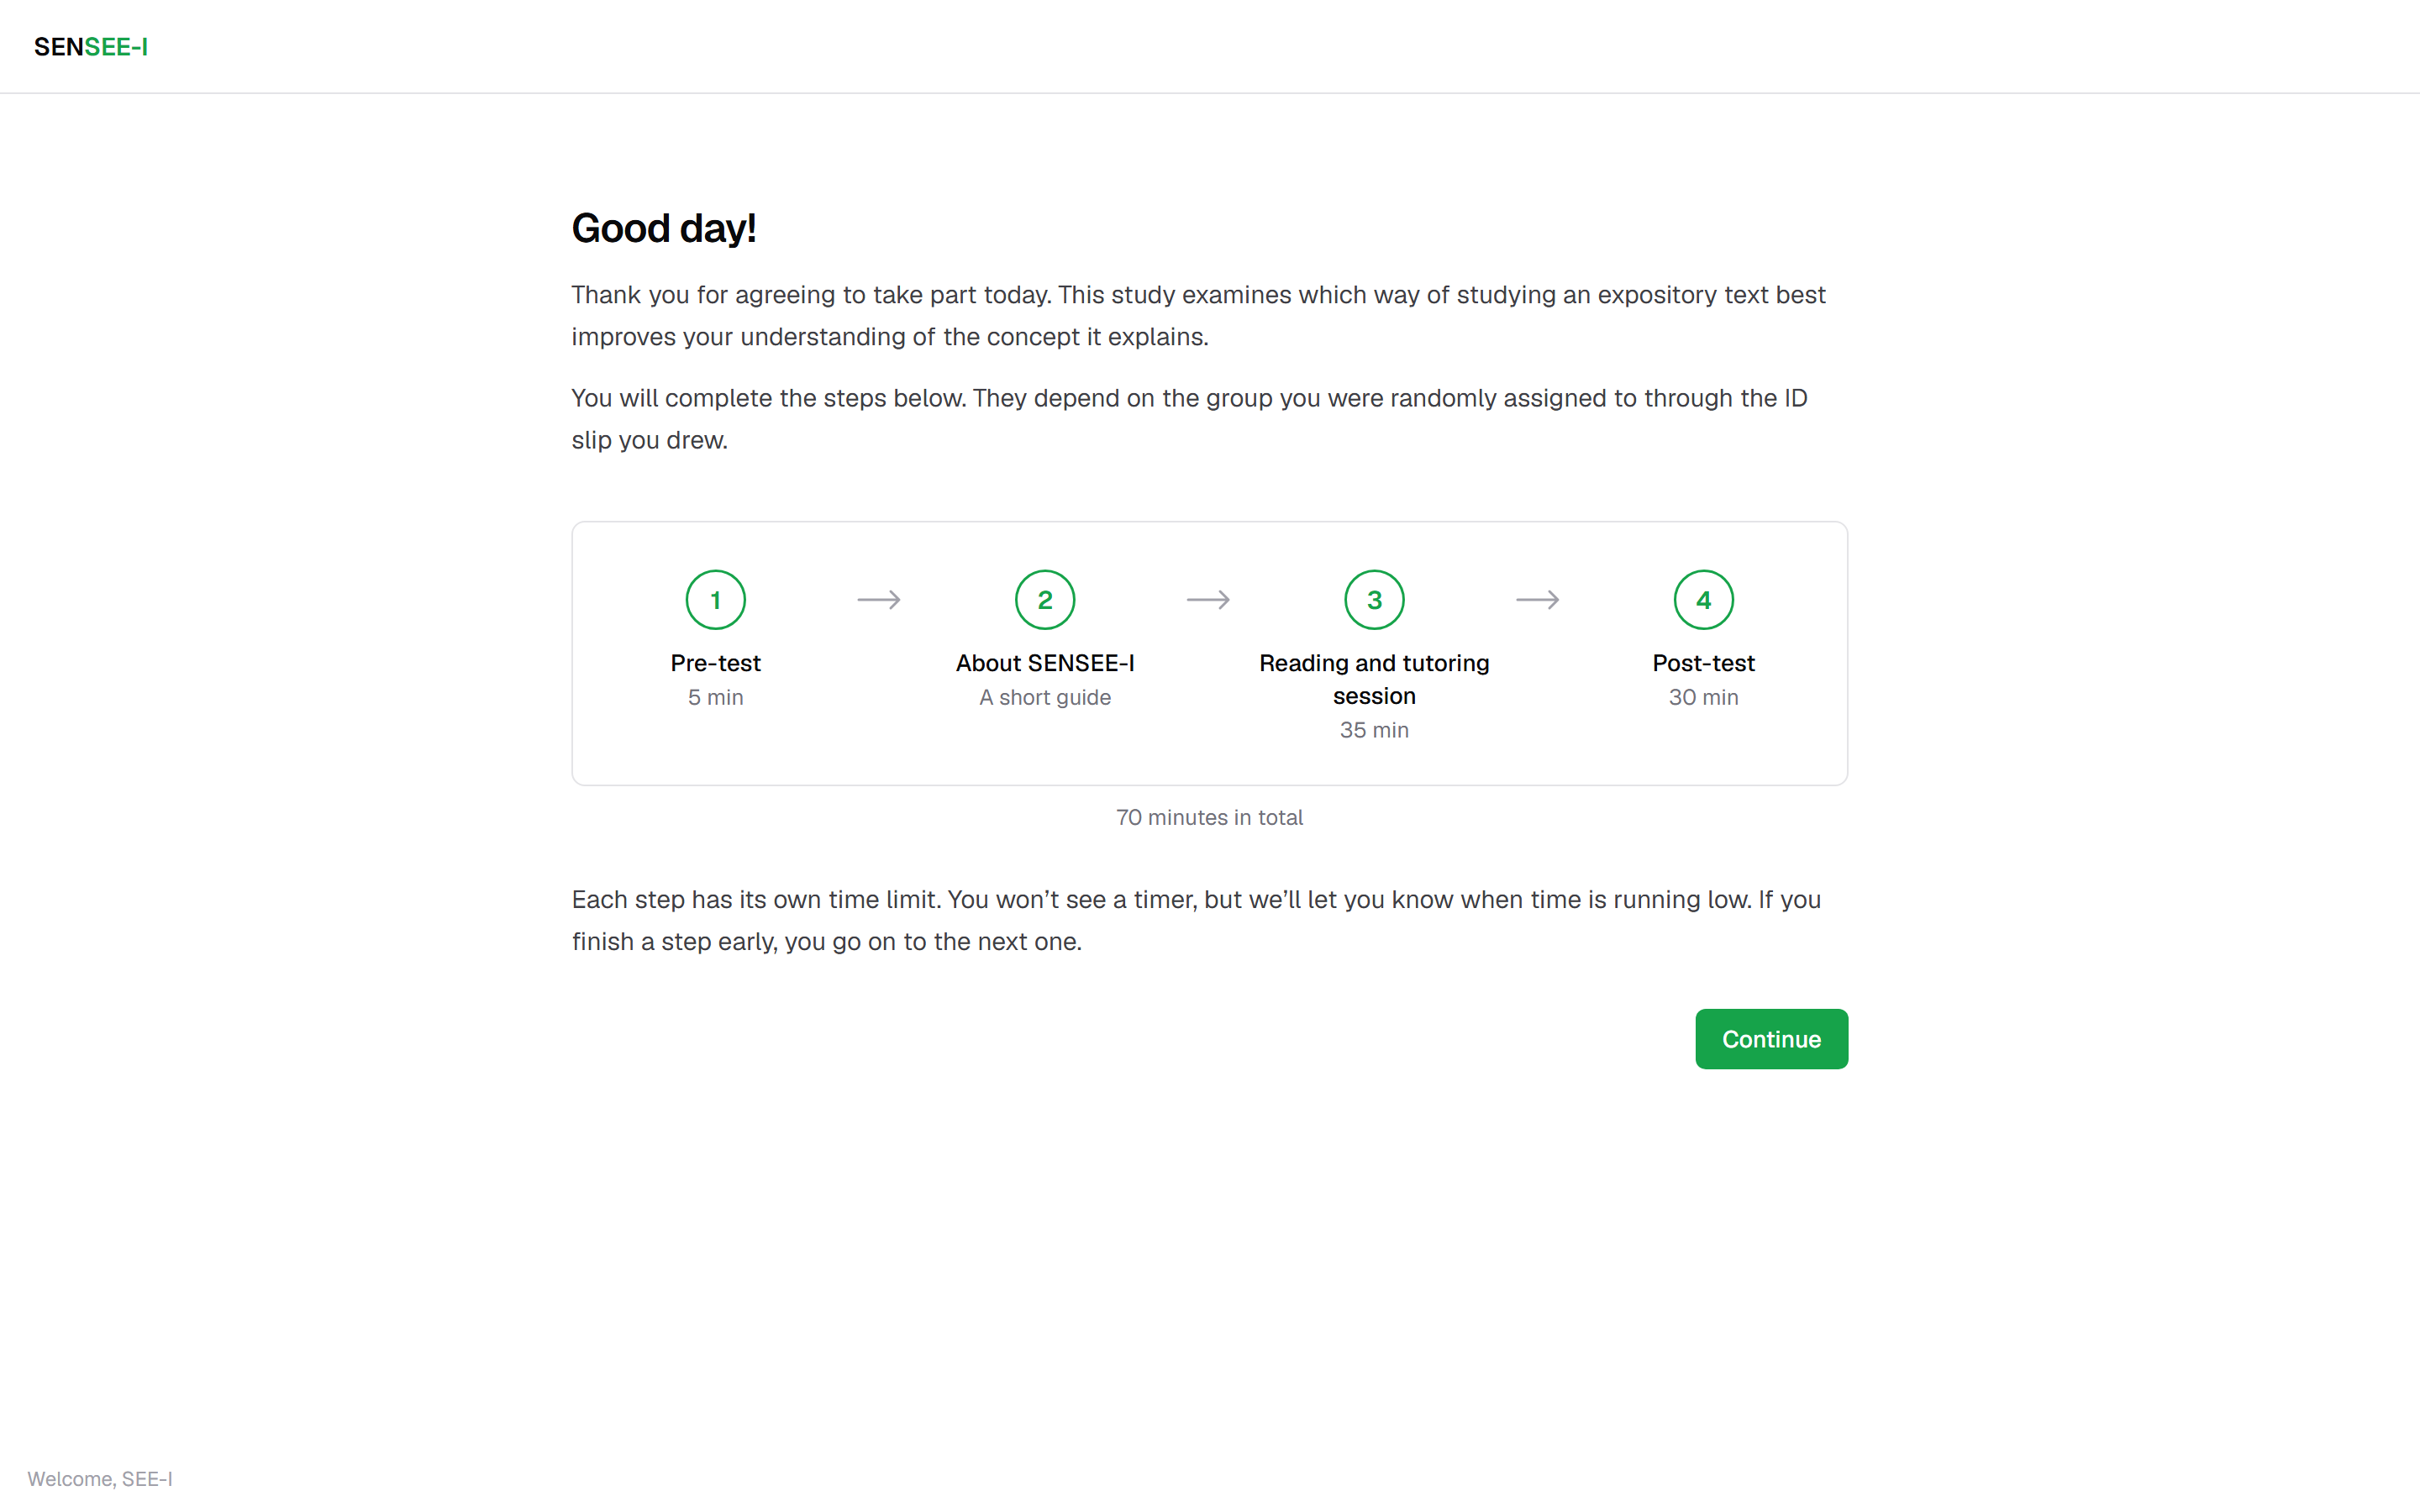 SENSEE-I
Good day!
Thank you for agreeing to take part today. This study examines which way of studying an expository text best
improves your understanding of the concept it explains.
You will complete the steps below. They depend on the group you were randomly assigned to through the ID
slip you drew.
1
Pre-test
5 min
2
About SENSEE-I
A short guide
3
Reading and tutoring
session
35 min
4
Post-test
30 min
70 minutes in total
Each step has its own time limit. You won’t see a timer, but we’ll let you know when time is running low. If you
finish a step early, you go on to the next one.
Continue
Welcome, SEE-I